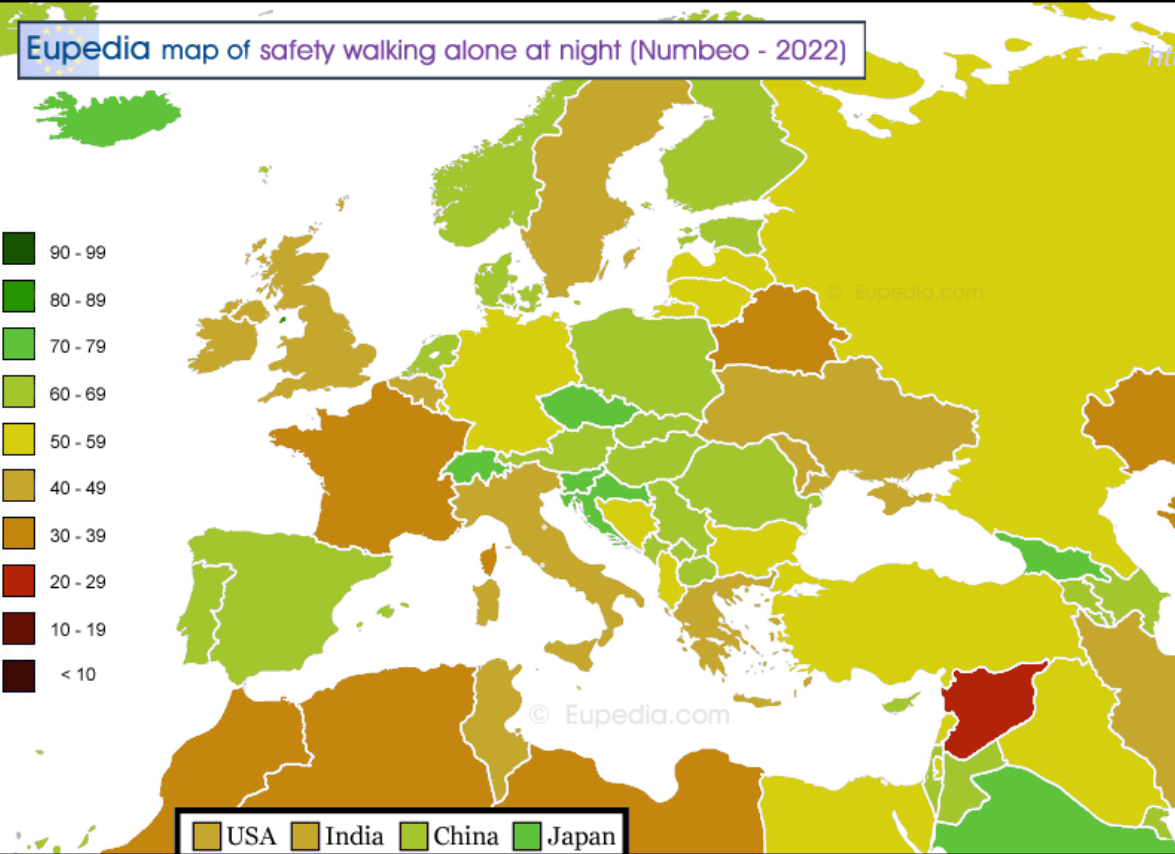 Eupedia map of safety walking alone at night (Numbeo - 2022)
htt
90 - 99
80 - 89
© Eupedia.com
70 - 79
60 - 69
50 - 59
40 - 49
30 - 39
20 - 29
10 - 19
< 10
© Eupedia.com
USA India China Japan